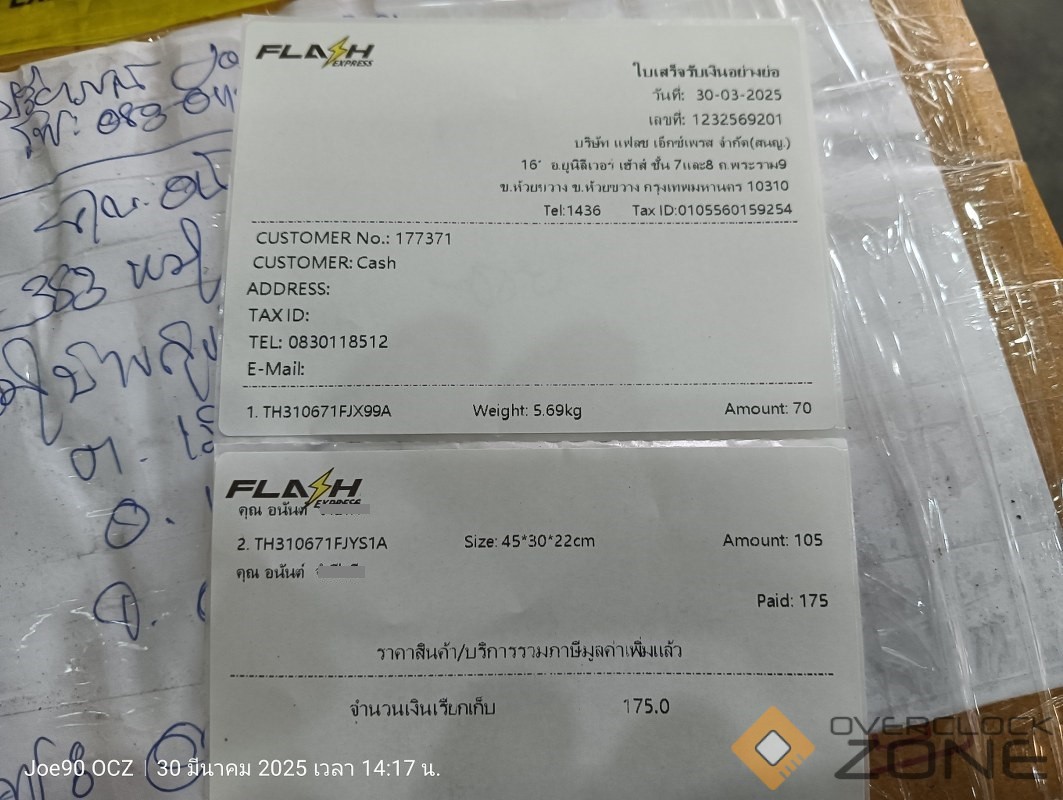 FLASH EXPRESS
ใบเสร็จรับเงินอย่างย่อ
วันที่: 30-03-2025
เลขที่: 1232569201
บริษัท แฟลช เอ็กซ์เพรส จำกัด(สนญ.)
161 อ.ยูนิลีเวอร์ เฮ้าส์ ชั้น 7และ8 ถ.พระราม9
ข.ห้วยขวาง ข.ห้วยขวาง กรุงเทพมหานคร 10310
Tel:1436 Tax ID:0105560159254
CUSTOMER No.: 177371
CUSTOMER: Cash
ADDRESS:
TAX ID:
TEL: 0830118512
E-Mail:
1. TH310671FJX99A Weight: 5.69kg Amount: 70
FLASH EXPRESS
คุณ อนันต์
2. TH310671FJYS1A Size: 45*30*22cm Amount: 105
คุณ อนันต์
Paid: 175
ราคาสินค้า/บริการรวมภาษีมูลค่าเพิ่มแล้ว
จำนวนเงินเรียกเก็บ 175.0
383
ต.
อ.
จ.
Joe90 OCZ | 30 มีนาคม 2025 เวลา 14:17 น.
OVERCLOCK
ZONE